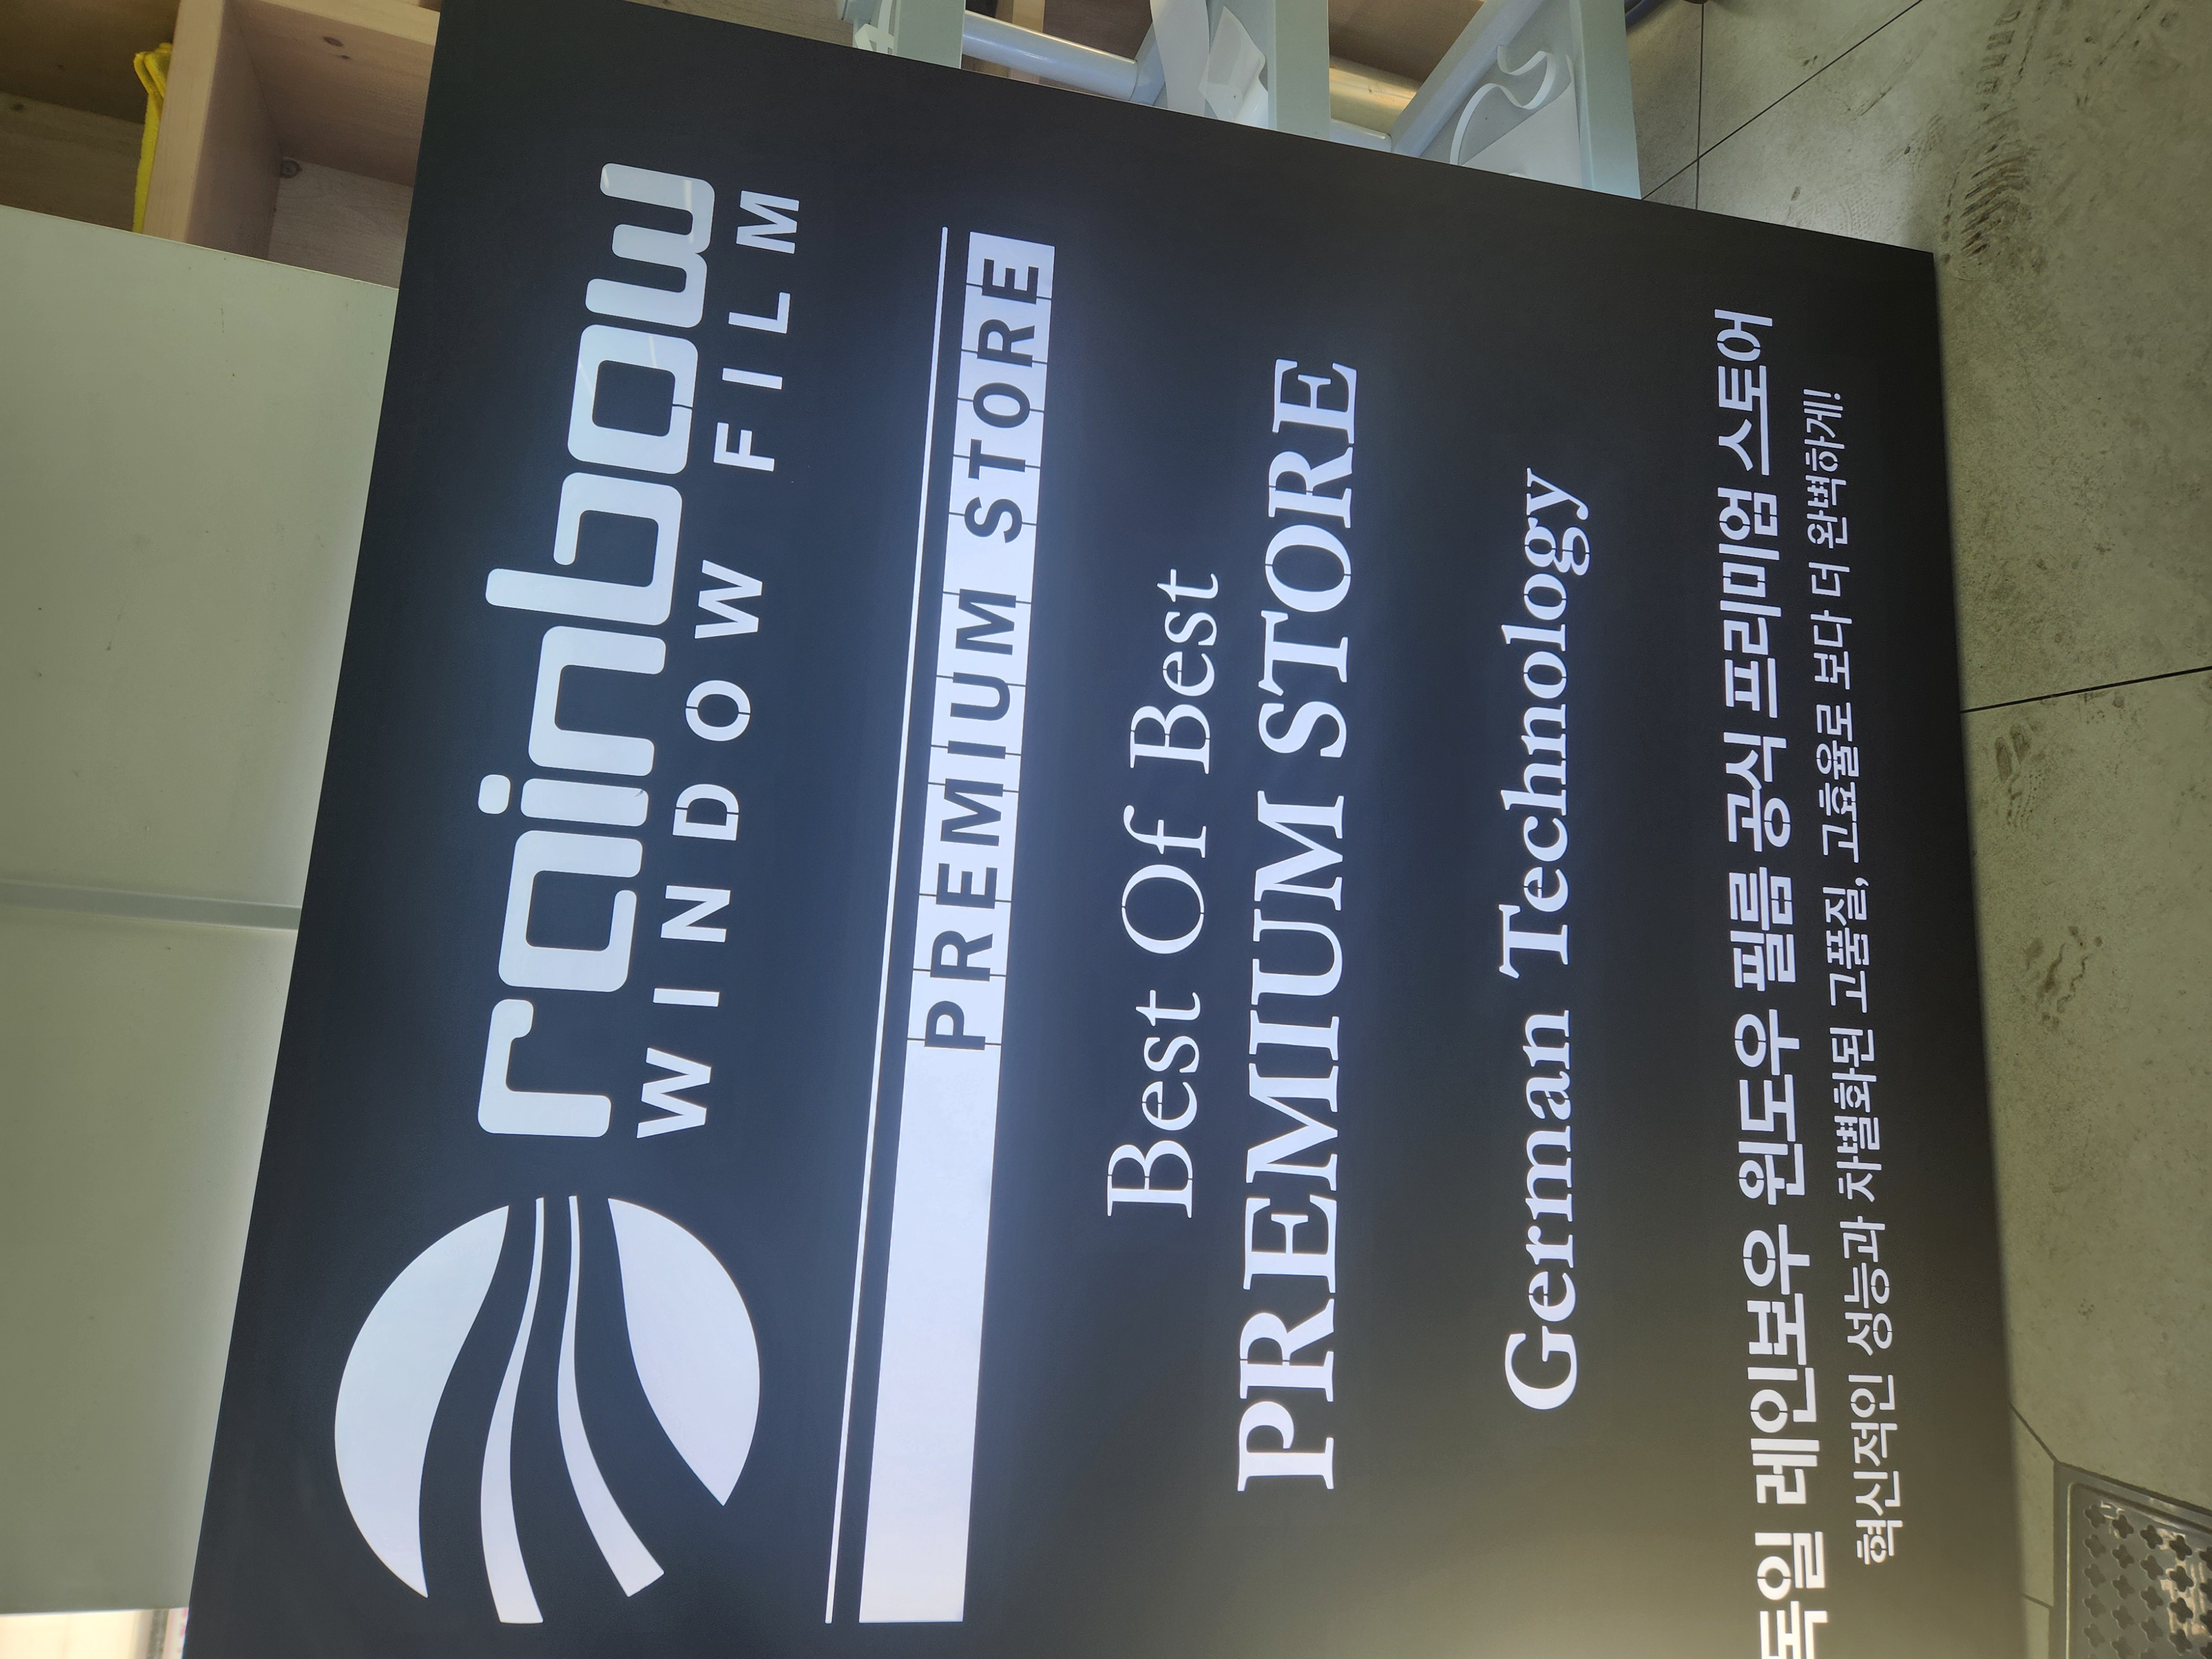 rainbow
WINDOW FILM
PREMIUM STORE
Best Of Best
PREMIUM STORE
German Technology
독일 레인보우 윈도우 필름 공식 프리미엄 스토어
혁신적인 성능과 차별화된 고품질, 고효율로 보다 더 완벽하게!